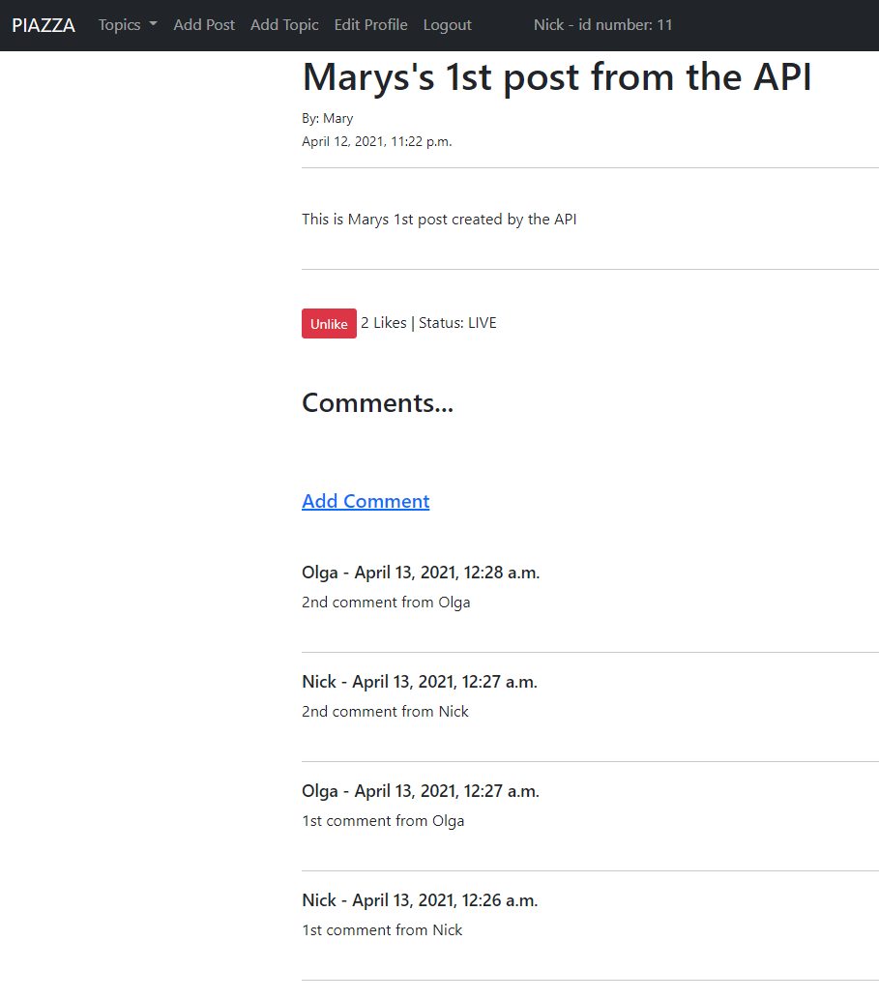 PIAZZA Topics Add Post Add Topic Edit Profile Logout Nick - id number: 11
Marys's 1st post from the API
By: Mary
April 12, 2021, 11:22 p.m.
This is Marys 1st post created by the API
Unlike 2 Likes | Status: LIVE
Comments...
Add Comment
Olga - April 13, 2021, 12:28 a.m.
2nd comment from Olga
Nick - April 13, 2021, 12:27 a.m.
2nd comment from Nick
Olga - April 13, 2021, 12:27 a.m.
1st comment from Olga
Nick - April 13, 2021, 12:26 a.m.
1st comment from Nick